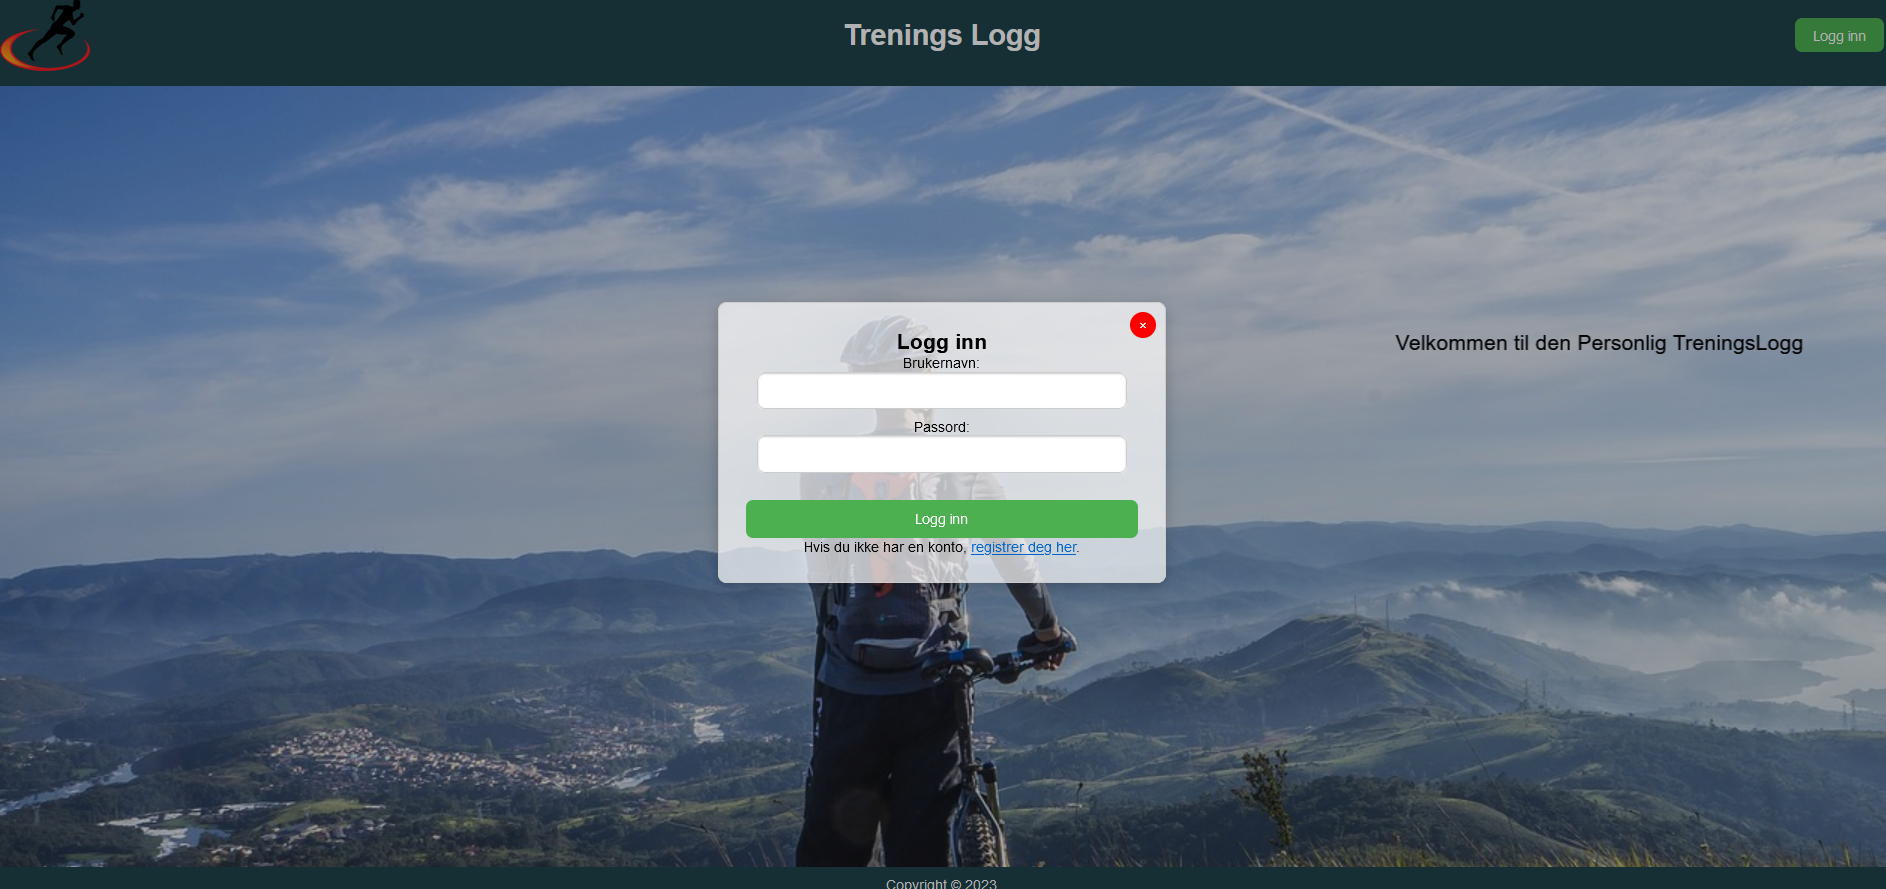 Trenings Logg
Logg inn
×
Logg inn
Brukernavn:
Velkommen til den Personlig TreningsLogg
Passord:
Logg inn
Hvis du ikke har en konto, registrer deg her.
Copyright © 2023